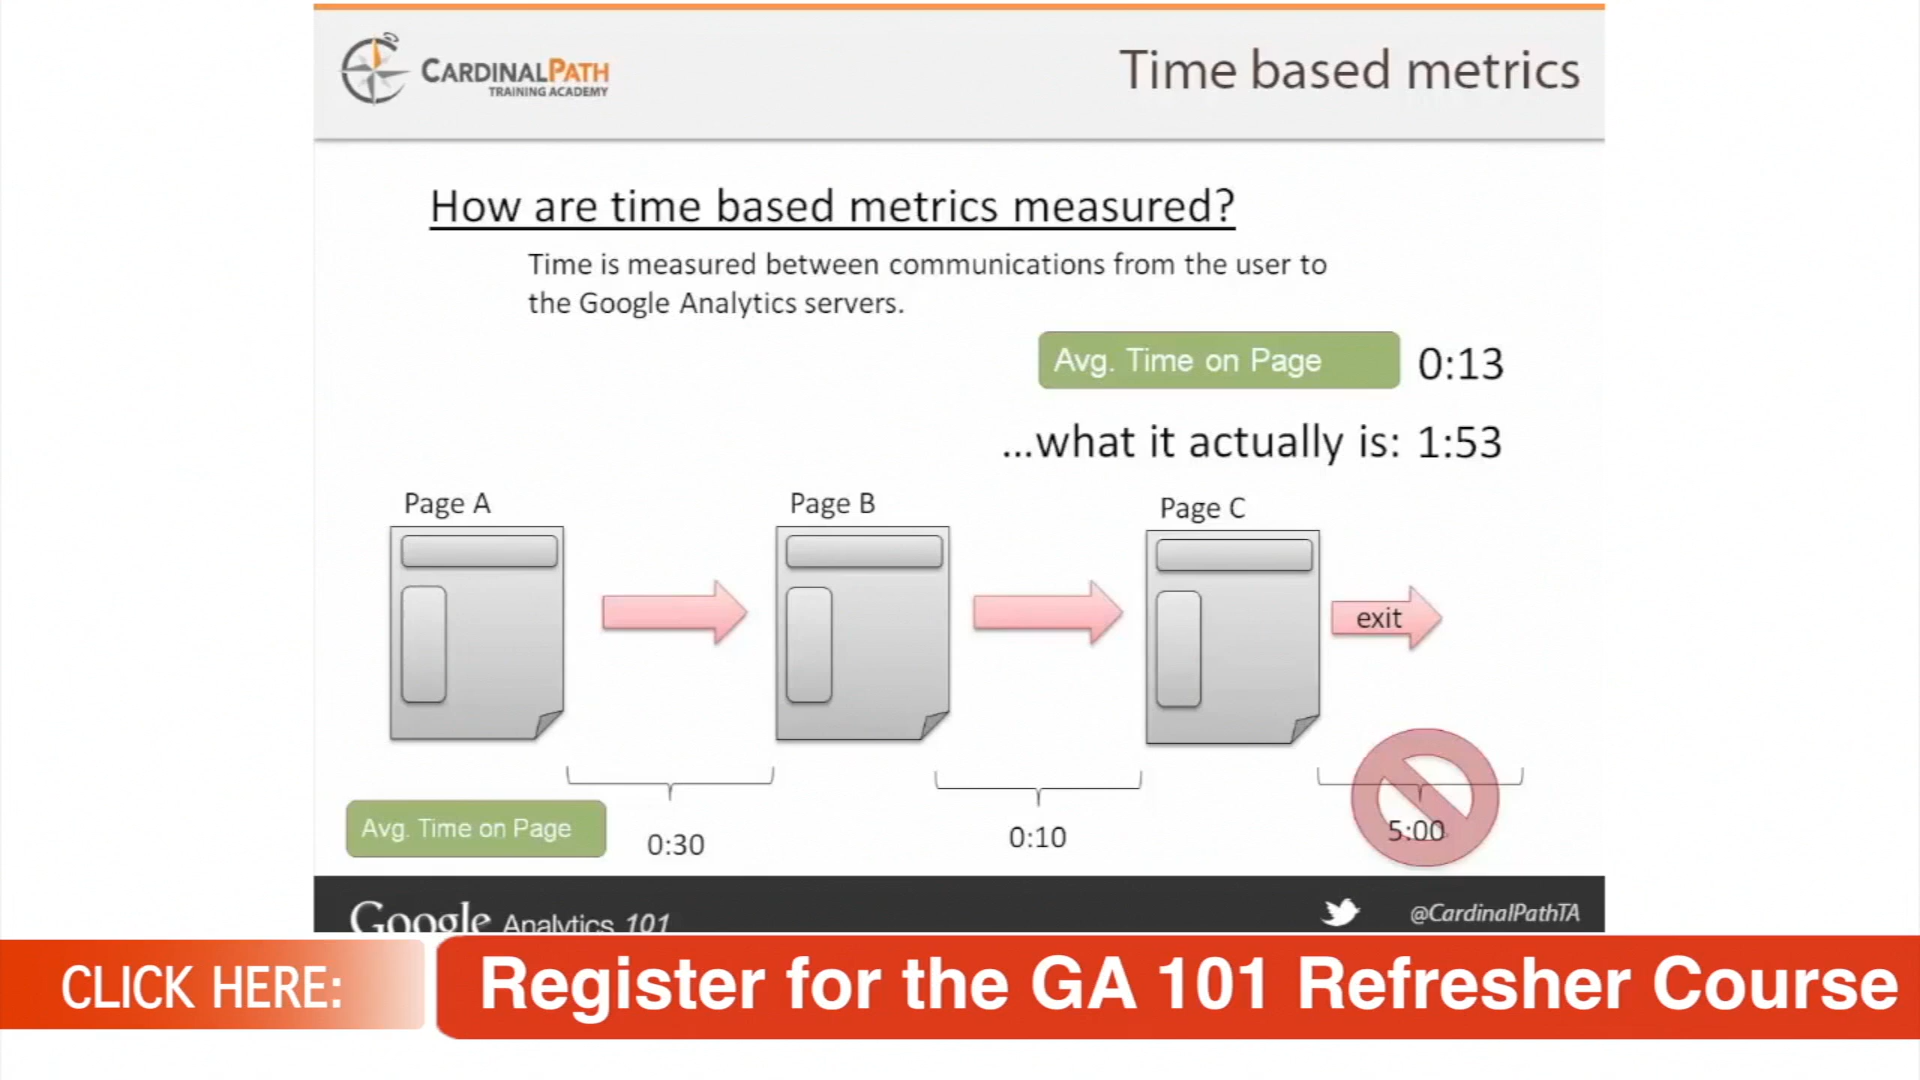 CARDINALPATH
TRAINING ACADEMY
Time based metrics
How are time based metrics measured?
Time is measured between communications from the user to
the Google Analytics servers.
Avg. Time on Page 0:13
...what it actually is: 1:53
Page A
Page B
Page C
exit
Avg. Time on Page
0:30
0:10
5:00
Google Analytics 101
@CardinalPathTA
CLICK HERE:
Register for the GA 101 Refresher Course